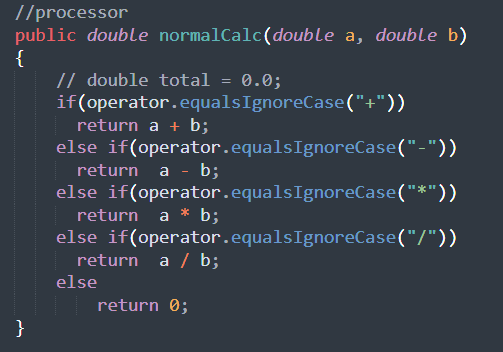 //processor
public double normalCalc(double a, double b)
{
// double total = 0.0;
if(operator.equalsIgnoreCase("+"))
return a + b;
else if(operator.equalsIgnoreCase("-"))
return  a - b;
else if(operator.equalsIgnoreCase("*"))
return  a * b;
else if(operator.equalsIgnoreCase("/"))
return  a / b;
else
return 0;
}